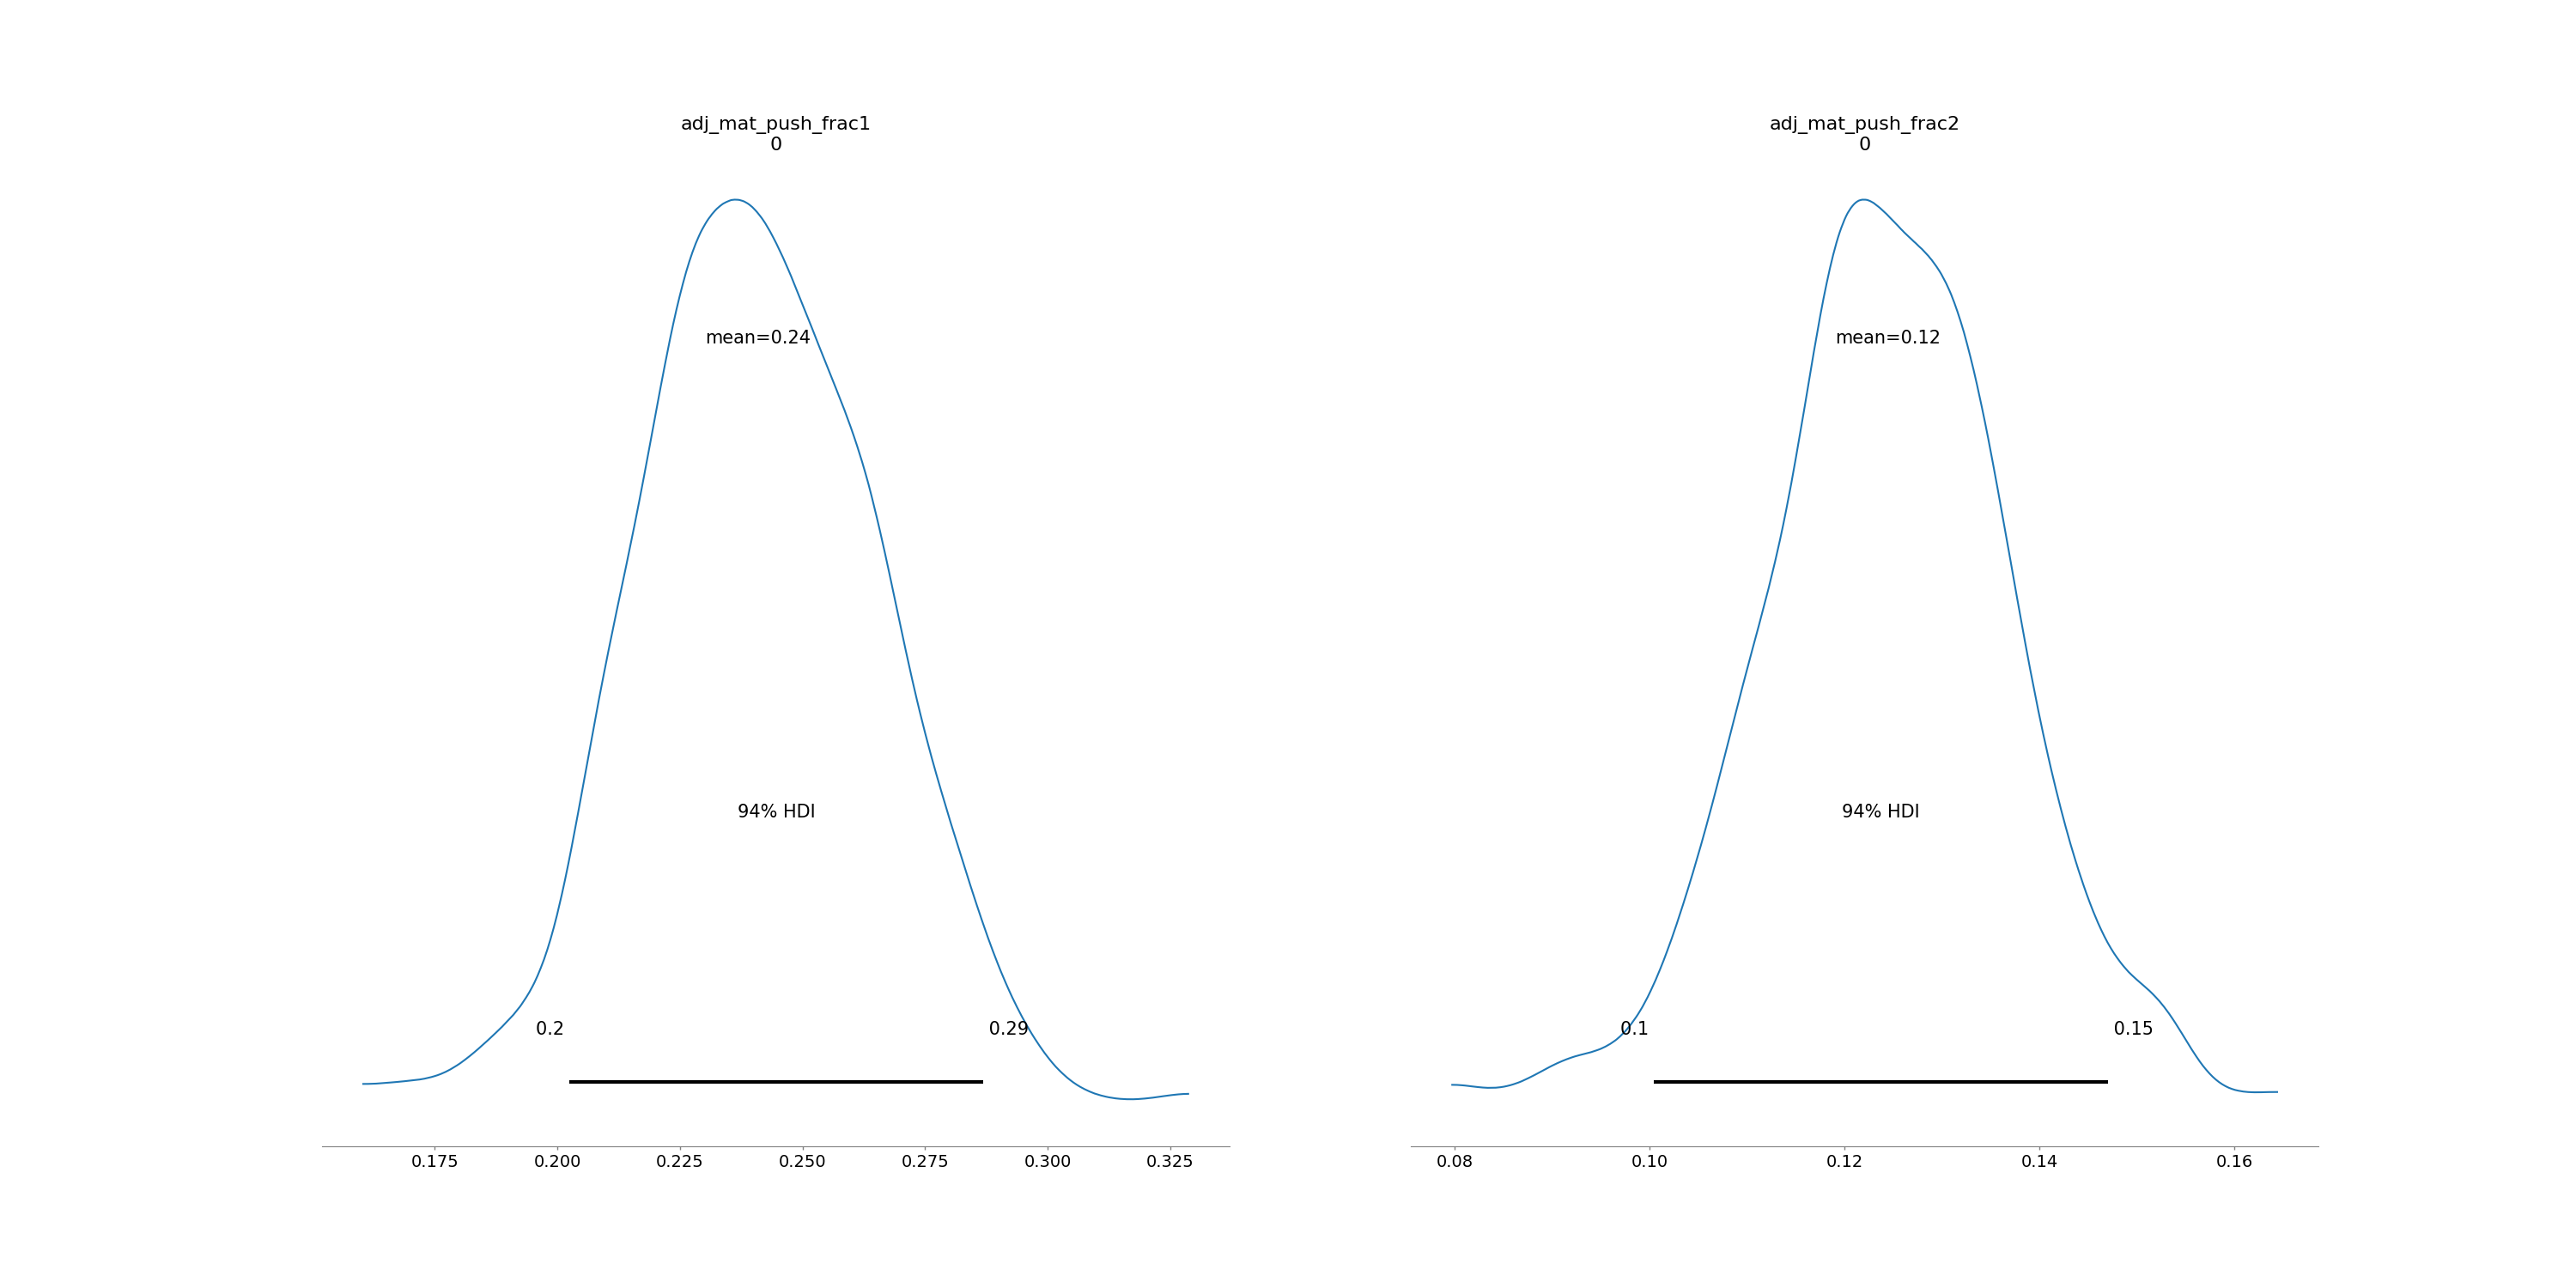 adj_mat_push_frac1
0
mean=0.24
94% HDI
0.2
0.29
0.175 0.200 0.225 0.250 0.275 0.300 0.325
adj_mat_push_frac2
0
mean=0.12
94% HDI
0.1
0.15
0.08 0.10 0.12 0.14 0.16